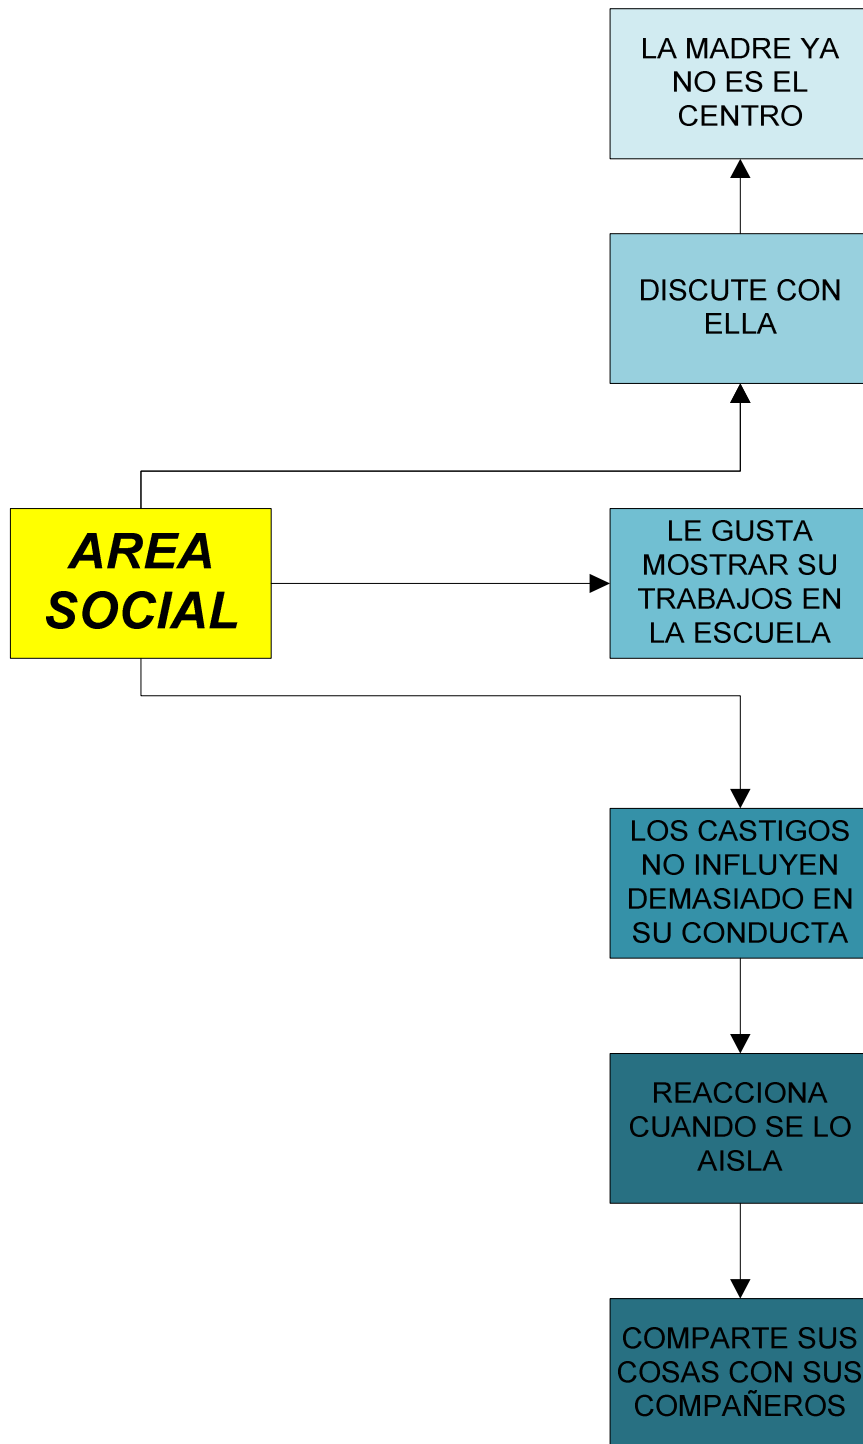 LA MADRE YA
NO ES EL
CENTRO
DISCUTE CON
ELLA
AREA
SOCIAL
LE GUSTA
MOSTRAR SU
TRABAJOS EN
LA ESCUELA
LOS CASTIGOS
NO INFLUYEN
DEMASIADO EN
SU CONDUCTA
REACCIONA
CUANDO SE LO
AISLA
COMPARTE SUS
COSAS CON SUS
COMPAÑEROS